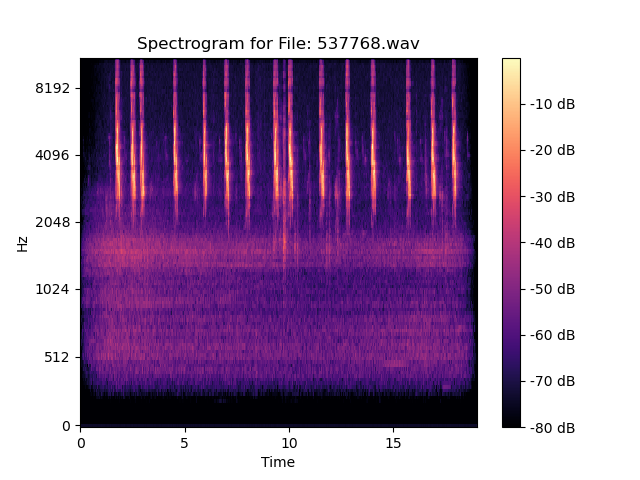 Spectrogram for File: 537768.wav
Hz
8192
4096
2048
1024
512
0
0 5 10 15
Time
-10 dB
-20 dB
-30 dB
-40 dB
-50 dB
-60 dB
-70 dB
-80 dB